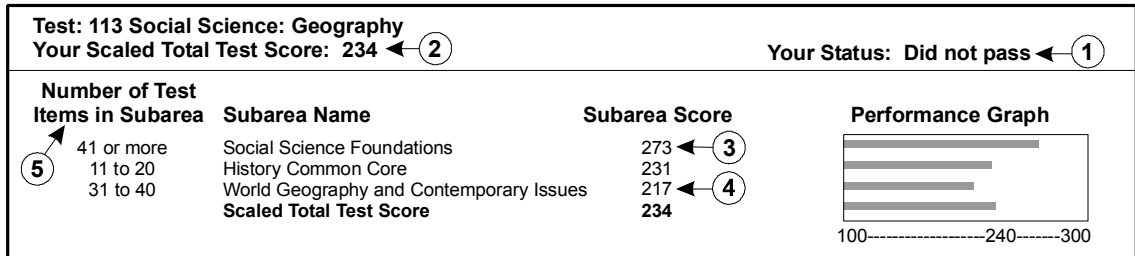 Test: 113 Social Science: Geography
Your Scaled Total Test Score: 234 2
Your Status: Did not pass 1
Number of Test
Items in Subarea Subarea Name Subarea Score Performance Graph
5
41 or more Social Science Foundations 273 3
11 to 20 History Common Core 231
31 to 40 World Geography and Contemporary Issues 217 4
Scaled Total Test Score 234
100--------------------240-------300